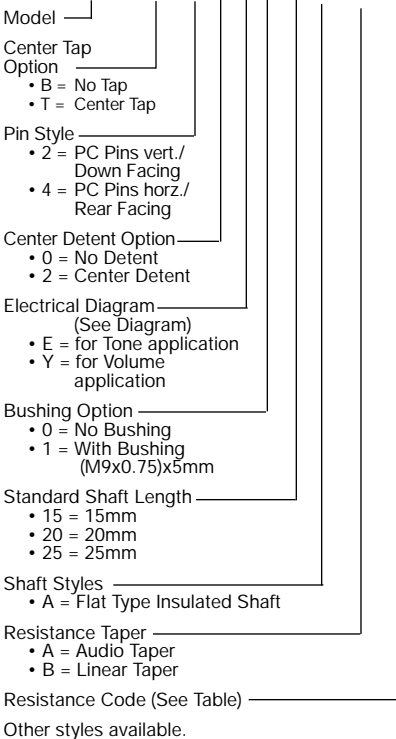 Model
Center Tap
Option
• B = No Tap
• T = Center Tap
Pin Style
• 2 = PC Pins vert./
Down Facing
• 4 = PC Pins horz./
Rear Facing
Center Detent Option
• 0 = No Detent
• 2 = Center Detent
Electrical Diagram
(See Diagram)
• E = for Tone application
• Y = for Volume
application
Bushing Option
• 0 = No Bushing
• 1 = With Bushing
(M9x0.75)x5mm
Standard Shaft Length
• 15 = 15mm
• 20 = 20mm
• 25 = 25mm
Shaft Styles
• A = Flat Type Insulated Shaft
Resistance Taper
• A = Audio Taper
• B = Linear Taper
Resistance Code (See Table)
Other styles available.